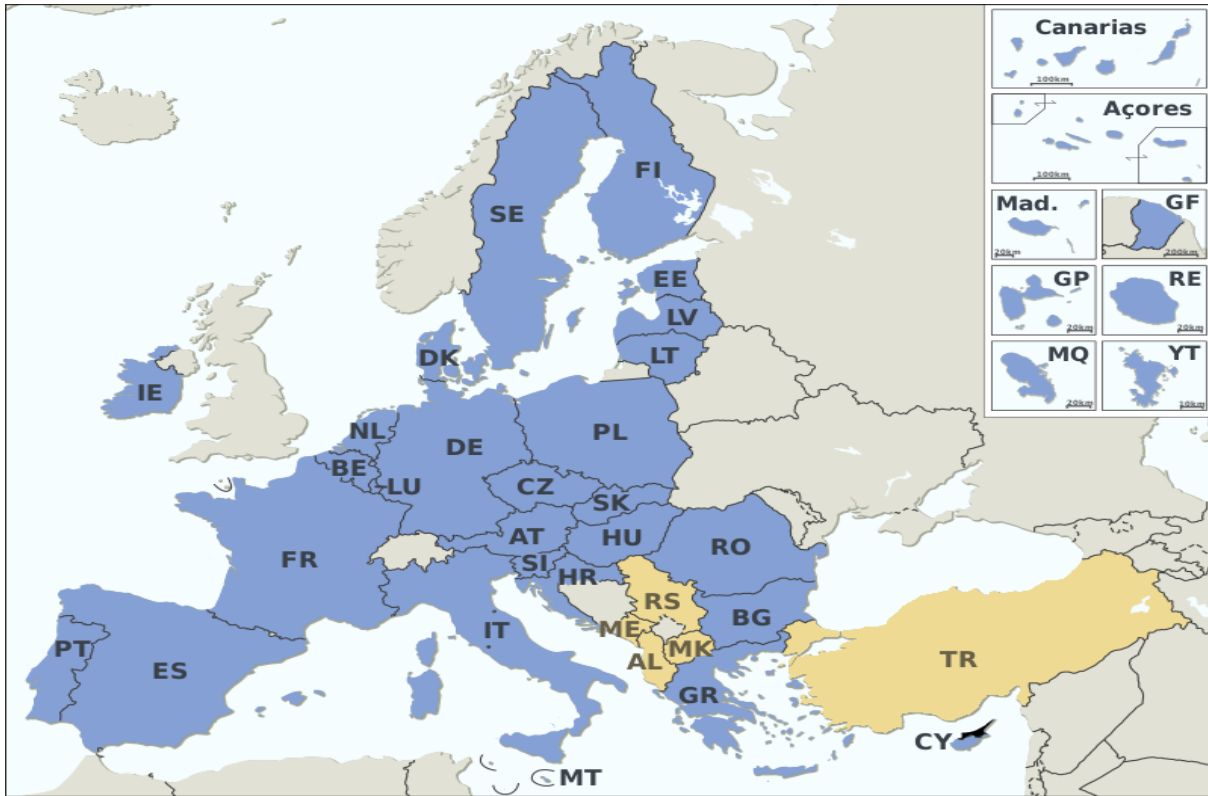 Canarias
100km
Açores
100km
Mad.
20km
GF
200km
GP
20km
RE
20km
MQ
20km
YT
10km
FI
SE
EE
LV
LT
DK
IE
NL
BE
LU
DE
PL
CZ
SK
AT
HU
SI
HR
RO
FR
RS
BG
ME
MK
AL
IT
PT
ES
GR
TR
CY
MT